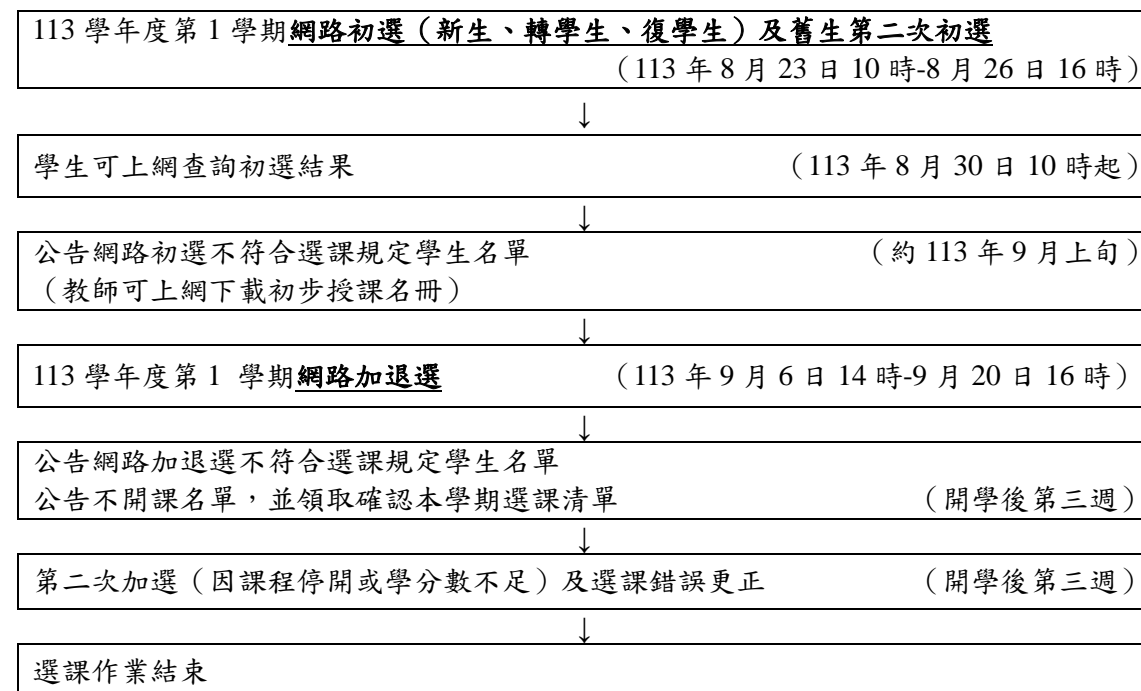 113 學年度第 1 學期網路初選（新生、轉學生、復學生）及舊生第二次初選
（113 年 8 月 23 日 10 時-8 月 26 日 16 時）
↓
學生可上網查詢初選結果 （113 年 8 月 30 日 10 時起）
↓
公告網路初選不符合選課規定學生名單 （約 113 年 9 月上旬）
（教師可上網下載初步授課名冊）
↓
113 學年度第 1 學期網路加退選 （113 年 9 月 6 日 14 時-9 月 20 日 16 時）
↓
公告網路加退選不符合選課規定學生名單
公告不開課名單，並領取確認本學期選課清單 （開學後第三週）
↓
第二次加選（因課程停開或學分數不足）及選課錯誤更正 （開學後第三週）
↓
選課作業結束